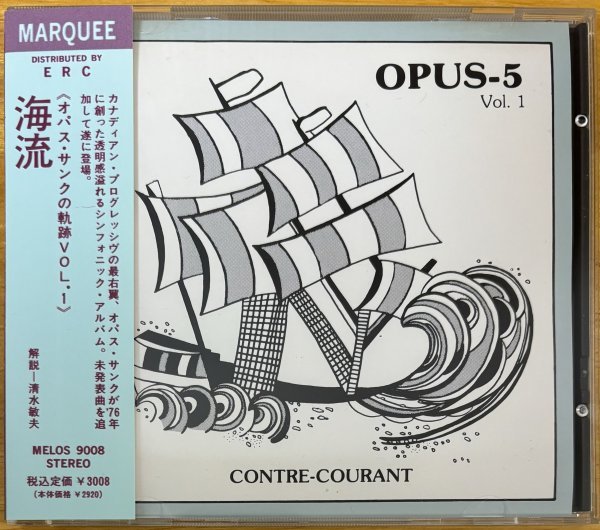 MARQUEE
DISTRIBUTED BY
ERC
海流
《オパス・サンクの軌跡VOL.1》
カナディアン・プログレッシヴの最右翼、オパス・サンクが'76年
に創った透明感溢れるシンフォニック・アルバム。未発表曲を追
加して遂に登場。
解説—清水敏夫
MELOS 9008
STEREO
税込定価 ¥3008
(本体価格 ¥2920)
OPUS-5
Vol. 1
CONTRE-COURANT